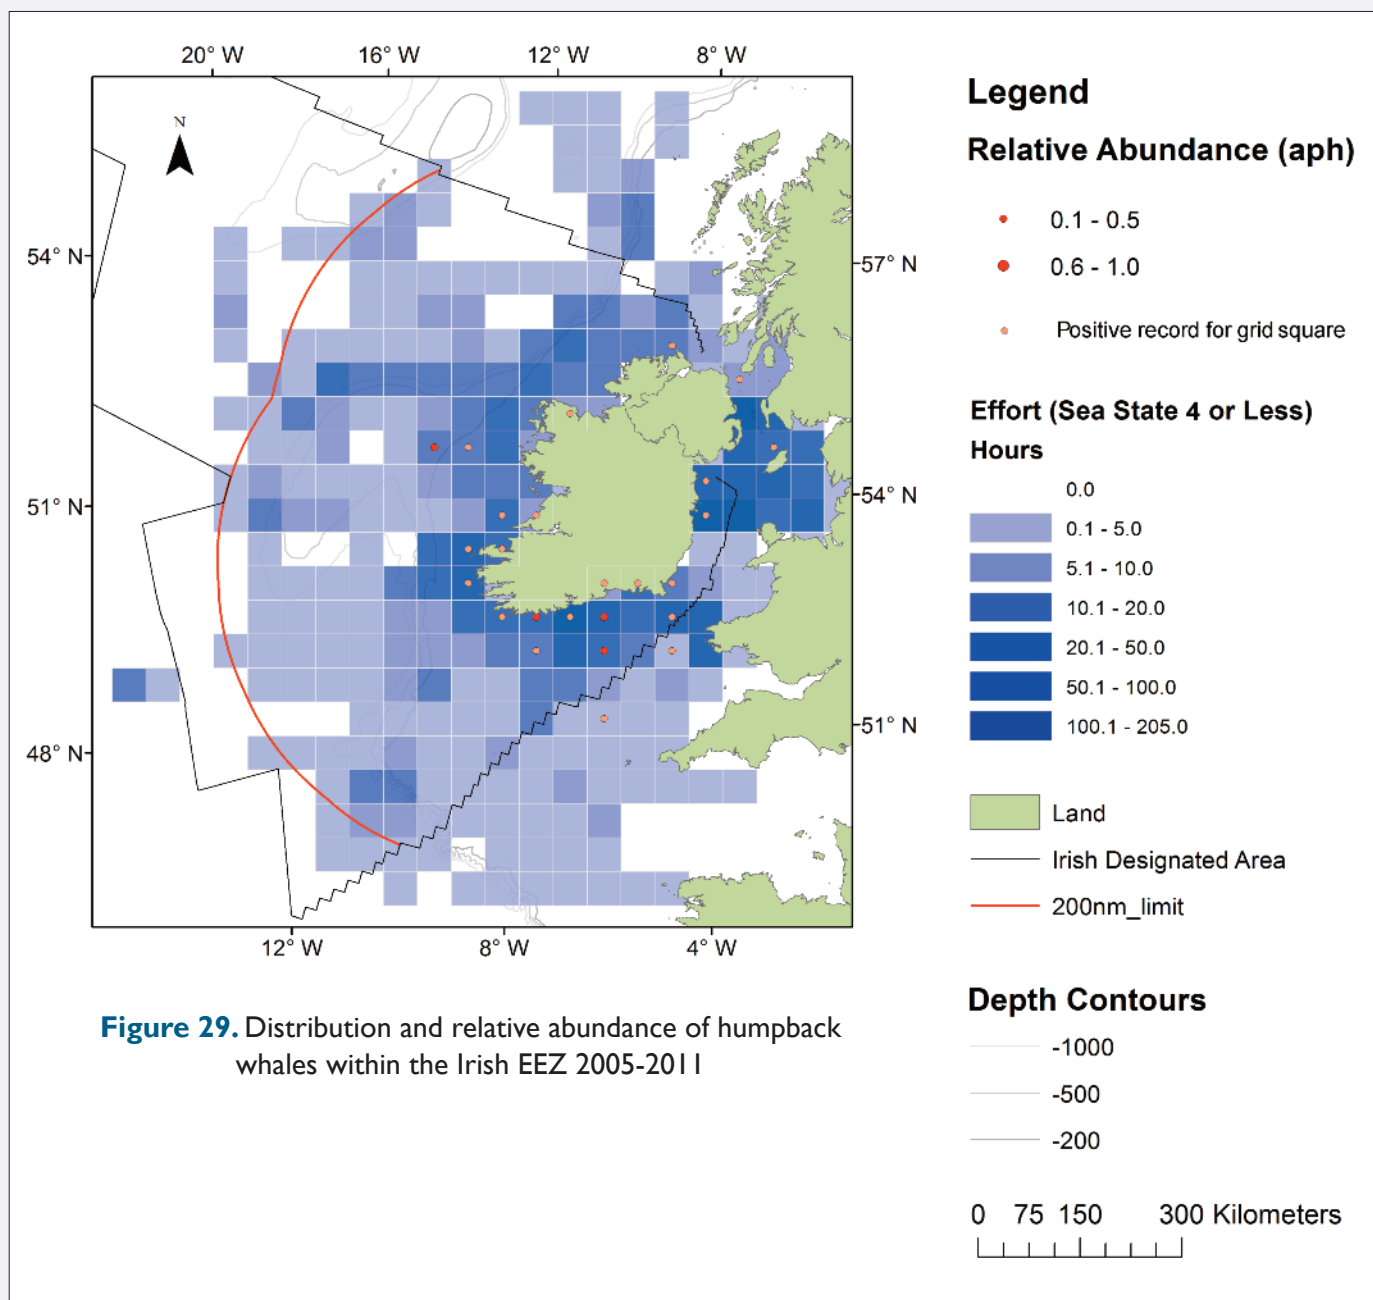 20° W 16° W 12° W 8° W
N
54° N
57° N
51° N
54° N
48° N
51° N
12° W 8° W 4° W
Figure 29. Distribution and relative abundance of humpback
whales within the Irish EEZ 2005-2011
Legend
Relative Abundance (aph)
0.1 - 0.5
0.6 - 1.0
Positive record for grid square
Effort (Sea State 4 or Less)
Hours
0.0
0.1 - 5.0
5.1 - 10.0
10.1 - 20.0
20.1 - 50.0
50.1 - 100.0
100.1 - 205.0
Land
Irish Designated Area
200nm_limit
Depth Contours
-1000
-500
-200
0 75 150 300 Kilometers